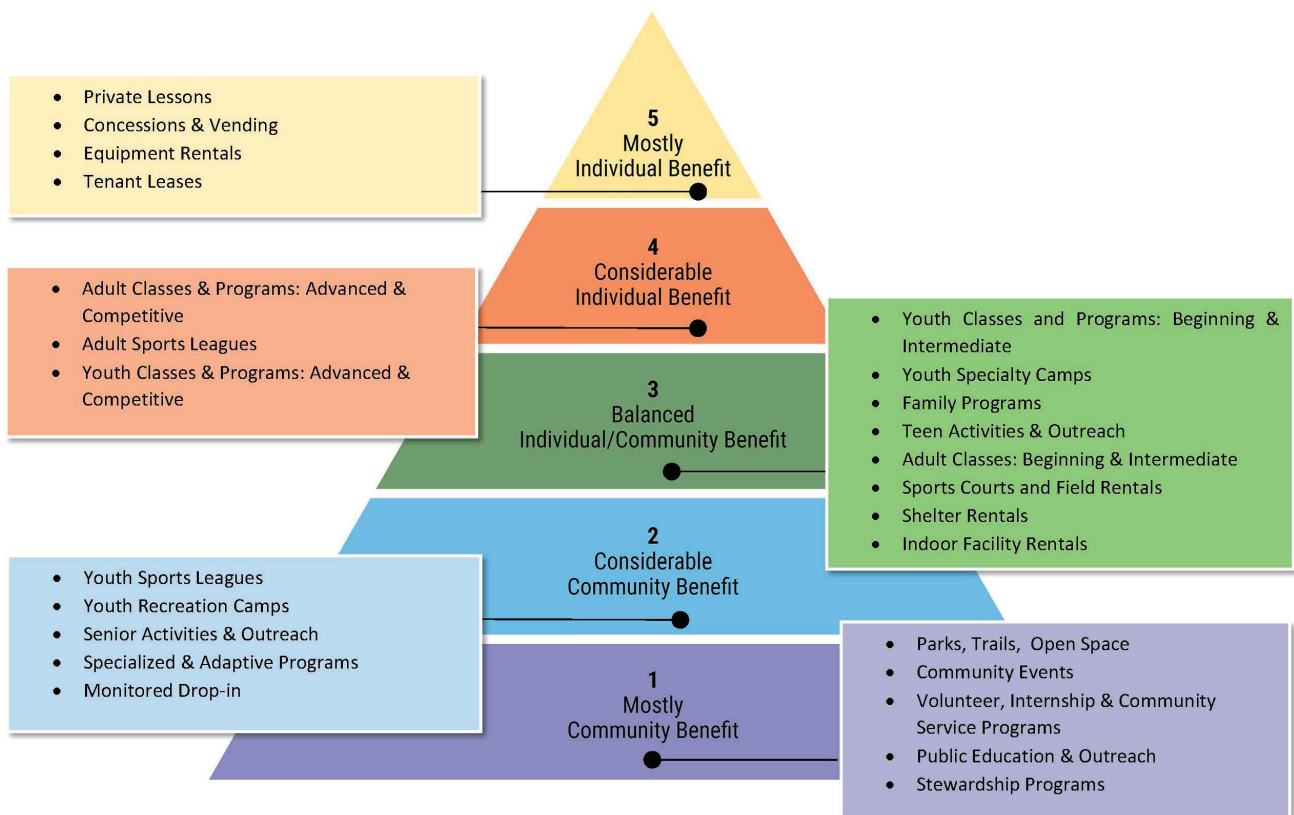 • Private Lessons
• Concessions & Vending
• Equipment Rentals
• Tenant Leases
5
Mostly
Individual Benefit
• Adult Classes & Programs: Advanced &
Competitive
• Adult Sports Leagues
• Youth Classes & Programs: Advanced &
Competitive
4
Considerable
Individual Benefit
3
Balanced
Individual/Community Benefit
• Youth Classes and Programs: Beginning &
Intermediate
• Youth Specialty Camps
• Family Programs
• Teen Activities & Outreach
• Adult Classes: Beginning & Intermediate
• Sports Courts and Field Rentals
• Shelter Rentals
• Indoor Facility Rentals
• Youth Sports Leagues
• Youth Recreation Camps
• Senior Activities & Outreach
• Specialized & Adaptive Programs
• Monitored Drop-in
2
Considerable
Community Benefit
1
Mostly
Community Benefit
• Parks, Trails, Open Space
• Community Events
• Volunteer, Internship & Community
Service Programs
• Public Education & Outreach
• Stewardship Programs